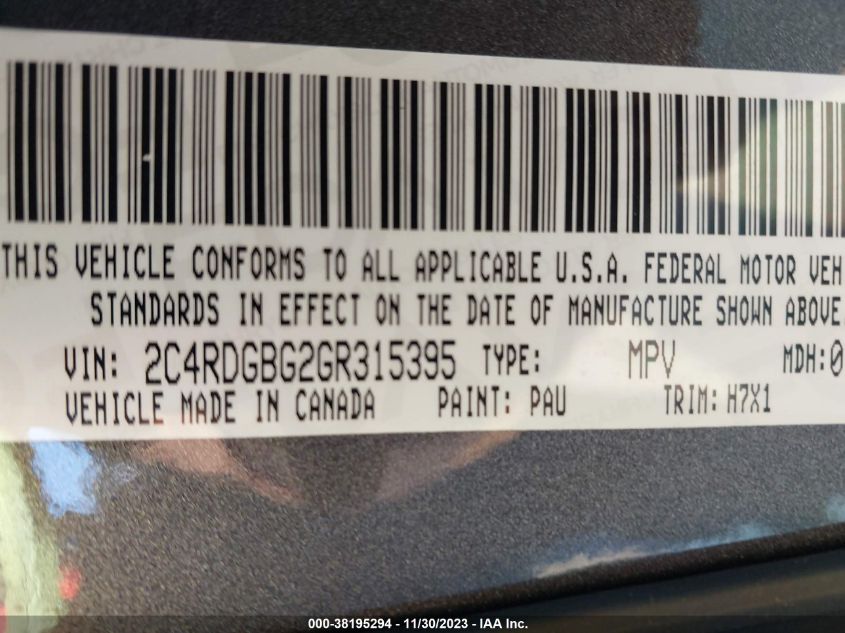 THIS VEHICLE CONFORMS TO ALL APPLICABLE U.S.A. FEDERAL MOTOR VEH
STANDARDS IN EFFECT ON THE DATE OF MANUFACTURE SHOWN ABOVE.
VIN: 2C4RDGBG2GR315395 TYPE: MPV MDH:0
VEHICLE MADE IN CANADA PAINT: PAU TRIM: H7X1
000-38195294 - 11/30/2023 - IAA Inc.